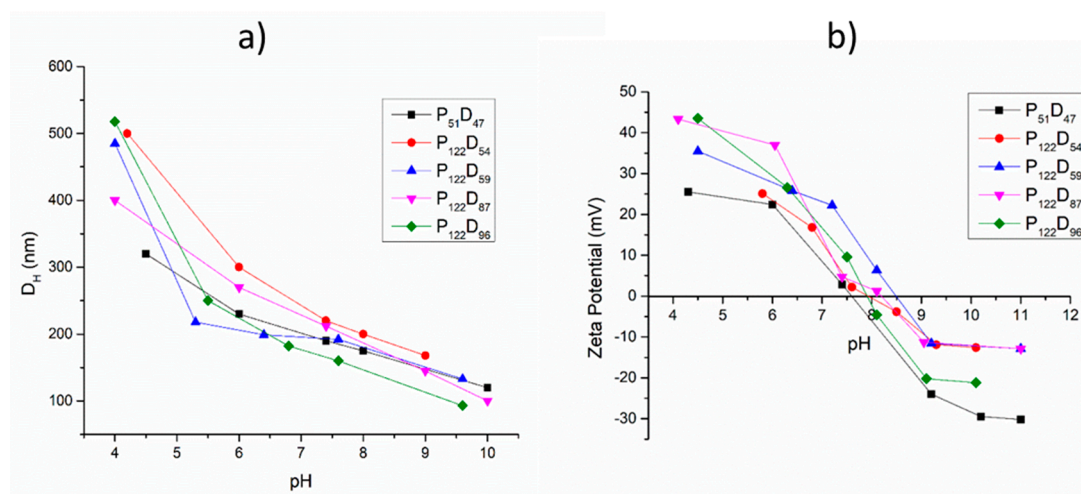 a)
600
500
400
300
200
100
D_H (nm)
4 5 6 7 8 9 10
pH
P51D47
P122D54
P122D59
P122D87
P122D96
b)
50
40
30
20
10
0
-10
-20
-30
Zeta Potential (mV)
4 5 6 7 8 9 10 11 12
pH
P51D47
P122D54
P122D59
P122D87
P122D96